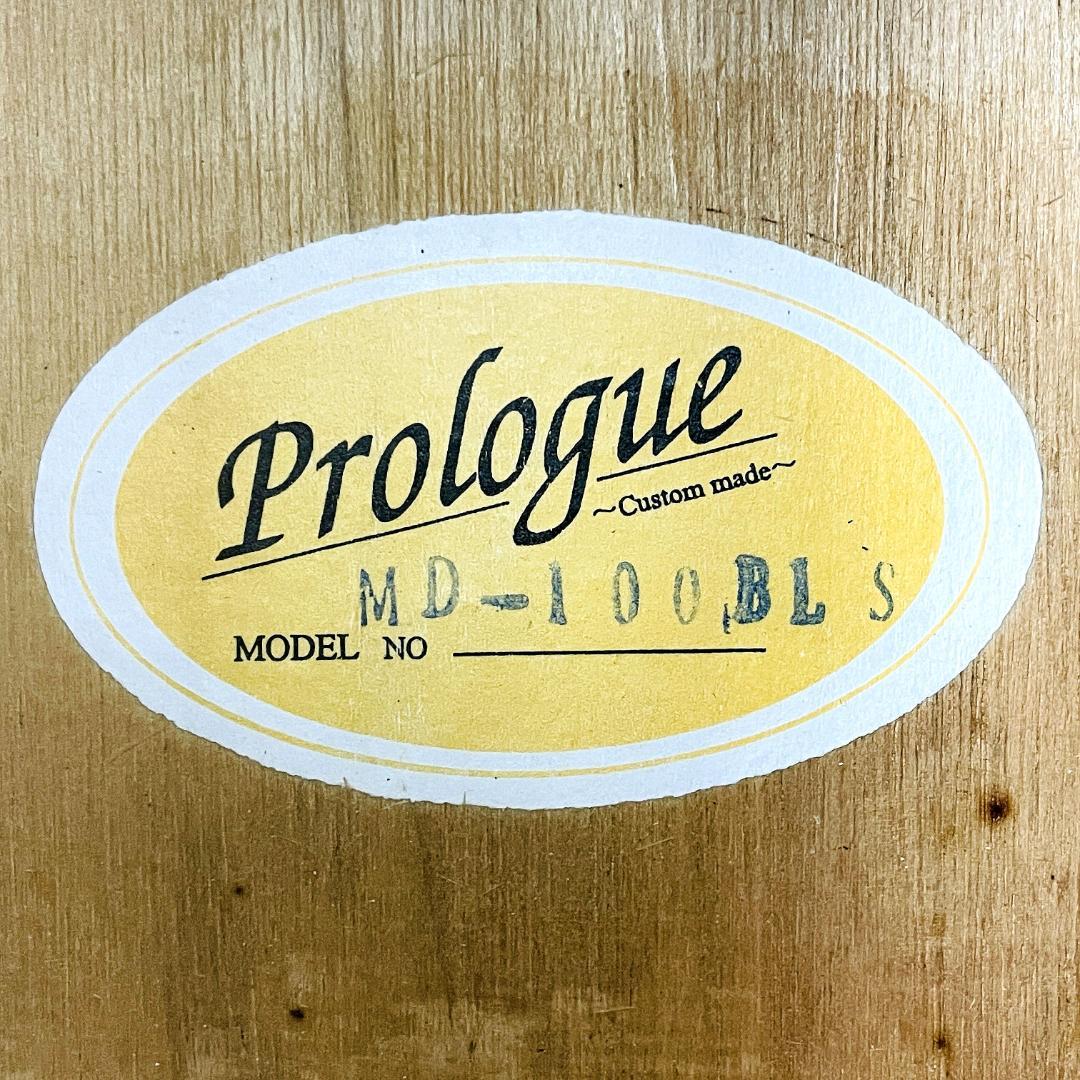 Prologue
~Custom made~
MD-100BLS
MODEL NO